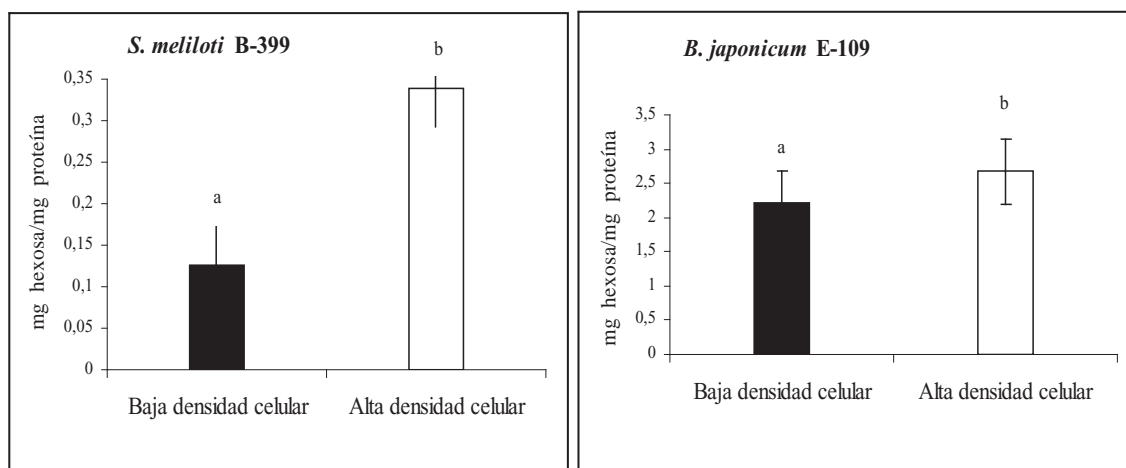 S. meliloti B-399
b
0,35
0,3
0,25
0,2
0,15
0,1
0,05
0
a
mg hexosa/mg proteína
Baja densidad celular
Alta densidad celular
B. japonicum E-109
b
a
3,5
3
2,5
2
1,5
1
0,5
0
mg hexosa/mg proteína
Baja densidad celular
Alta densidad celular